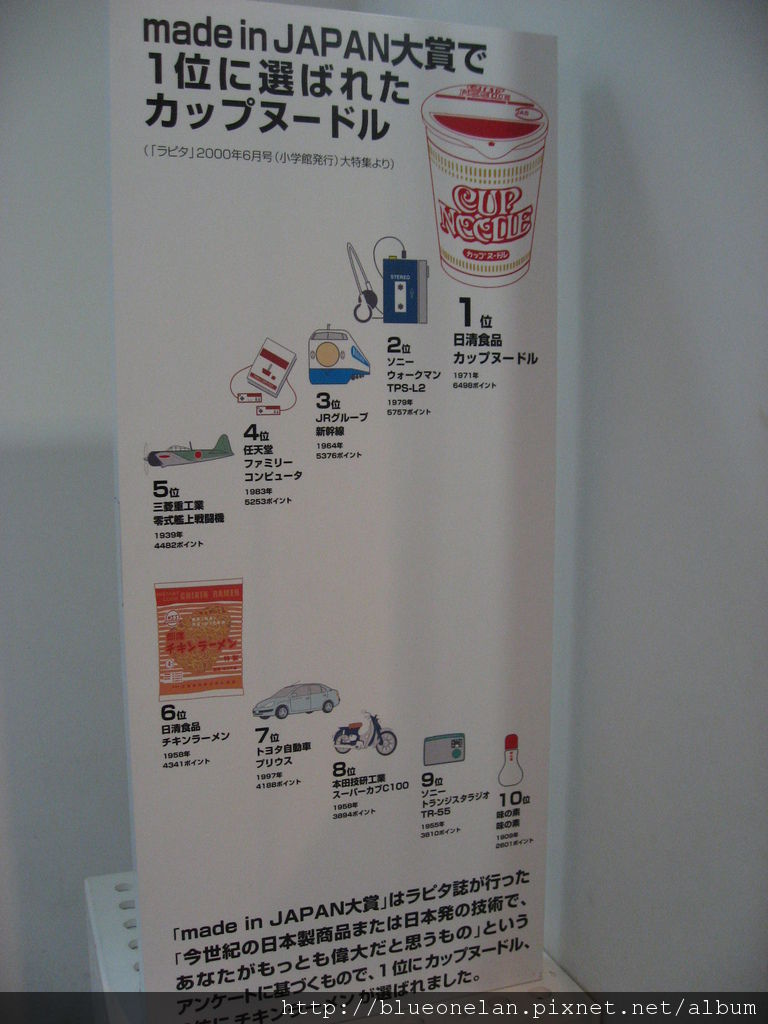 made in JAPAN大賞で
1位に選ばれた
カップヌードル
(「ラピタ」2000年6月号(小学館発行)大特集より)
CUP
NOODLE
カップヌードル
STEREO
1位
日清食品
カップヌードル
1971年
6498ポイント
2位
ソニー
ウォークマン
TPS-L2
1979年
5757ポイント
3位
JRグループ
新幹線
1964年
5376ポイント
4位
任天堂
ファミリー
コンピュータ
1983年
5253ポイント
5位
三菱重工業
零式艦上戦闘機
1939年
4482ポイント
CHIKIN RAMEN
チキンラーメン
6位
日清食品
チキンラーメン
1958年
4341ポイント
7位
トヨタ自動車
プリウス
1997年
4188ポイント
8位
本田技研工業
スーパーカブC100
1958年
3894ポイント
9位
ソニー
トランジスタラジオ
TR-55
1955年
3810ポイント
10位
味の素
味の素
1909年
2601ポイント
「made in JAPAN大賞」はラピタ誌が行った
「今世紀の日本製商品または日本発の技術で、
あなたがもっとも偉大だと思うもの」という
アンケートに基づくもので、1位にカップヌードル、
チキンラーメンが選ばれました。
http://blueonelan.pixnet.net/album